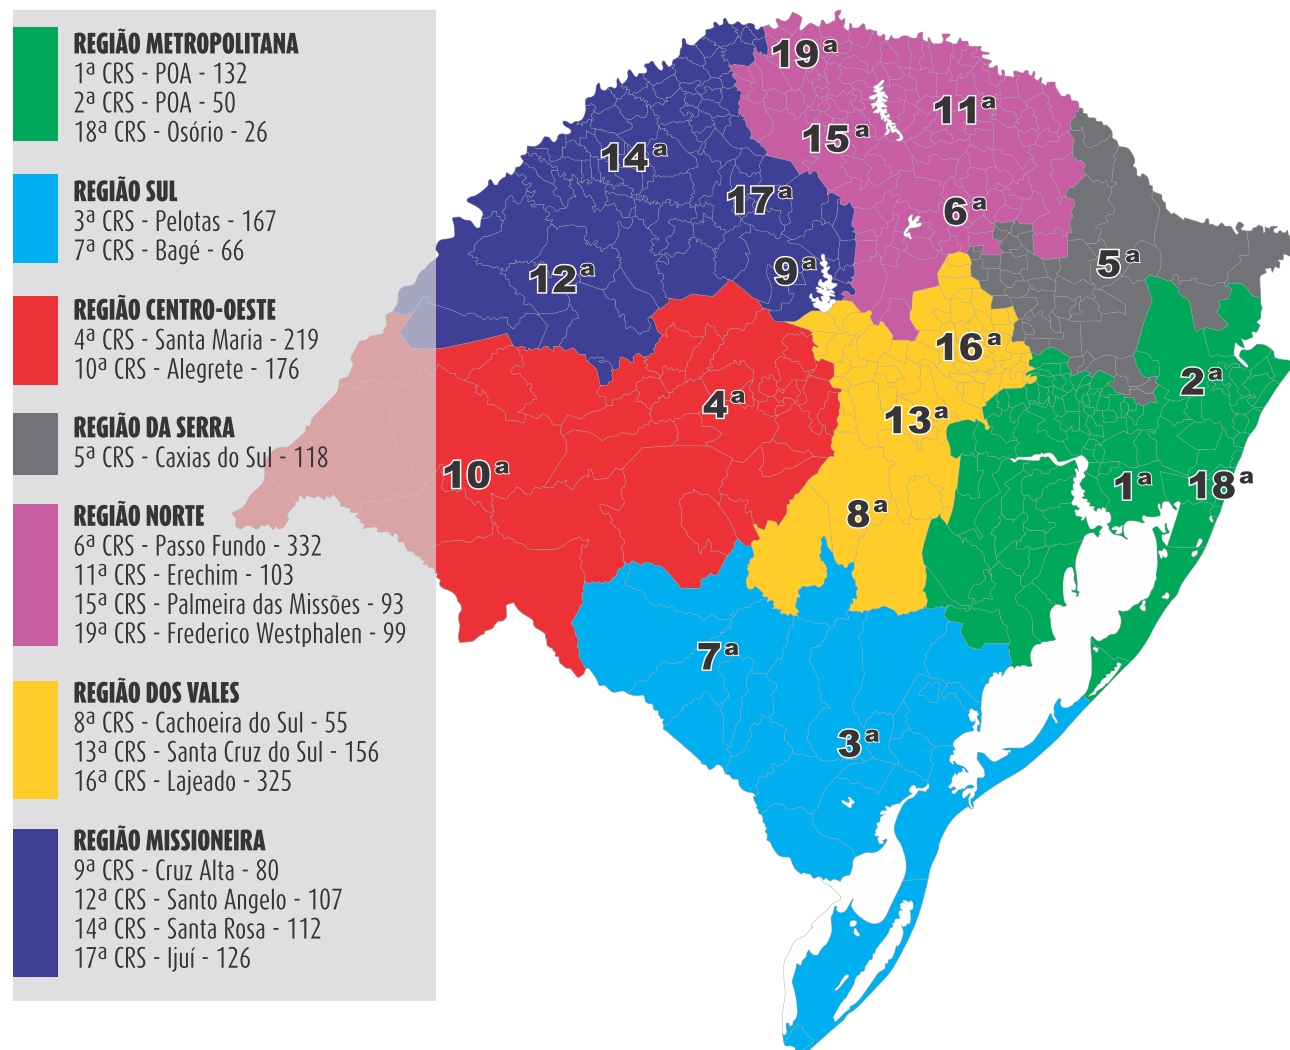 REGIÃO METROPOLITANA
1ª CRS - POA - 132
2ª CRS - POA - 50
18ª CRS - Osório - 26
REGIÃO SUL
3ª CRS - Pelotas - 167
7ª CRS - Bagé - 66
REGIÃO CENTRO-OESTE
4ª CRS - Santa Maria - 219
10ª CRS - Alegrete - 176
REGIÃO DA SERRA
5ª CRS - Caxias do Sul - 118
REGIÃO NORTE
6ª CRS - Passo Fundo - 332
11ª CRS - Erechim - 103
15ª CRS - Palmeira das Missões - 93
19ª CRS - Frederico Westphalen - 99
REGIÃO DOS VALES
8ª CRS - Cachoeira do Sul - 55
13ª CRS - Santa Cruz do Sul - 156
16ª CRS - Lajeado - 325
REGIÃO MISSIONEIRA
9ª CRS - Cruz Alta - 80
12ª CRS - Santo Angelo - 107
14ª CRS - Santa Rosa - 112
17ª CRS - Ijuí - 126
19ª
11ª
15ª
14ª
17ª
6ª
5ª
9ª
12ª
16ª
2ª
4ª
13ª
10ª
1ª
18ª
8ª
7ª
3ª